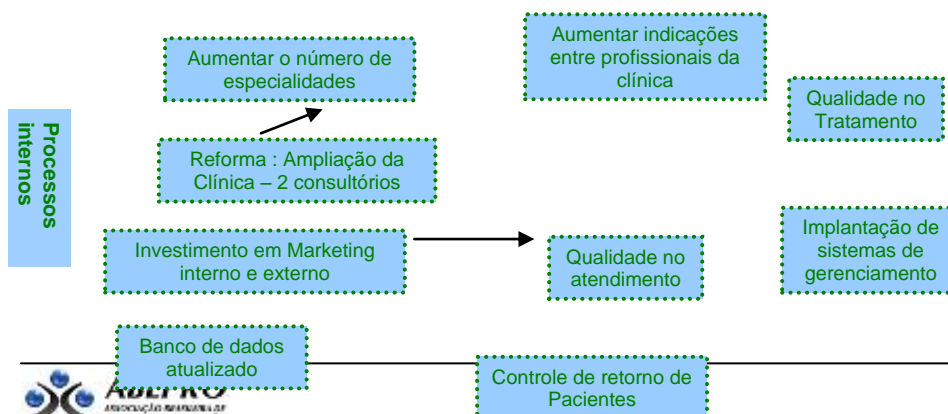 Aumentar o número de
especialidades
Aumentar indicações
entre profissionais da
clínica
Qualidade no
Tratamento
Processos
internos
Reforma : Ampliação da
Clínica – 2 consultórios
Investimento em Marketing
interno e externo
Qualidade no
atendimento
Implantação de
sistemas de
gerenciamento
Banco de dados
atualizado
Controle de retorno de
Pacientes
ABEPRO